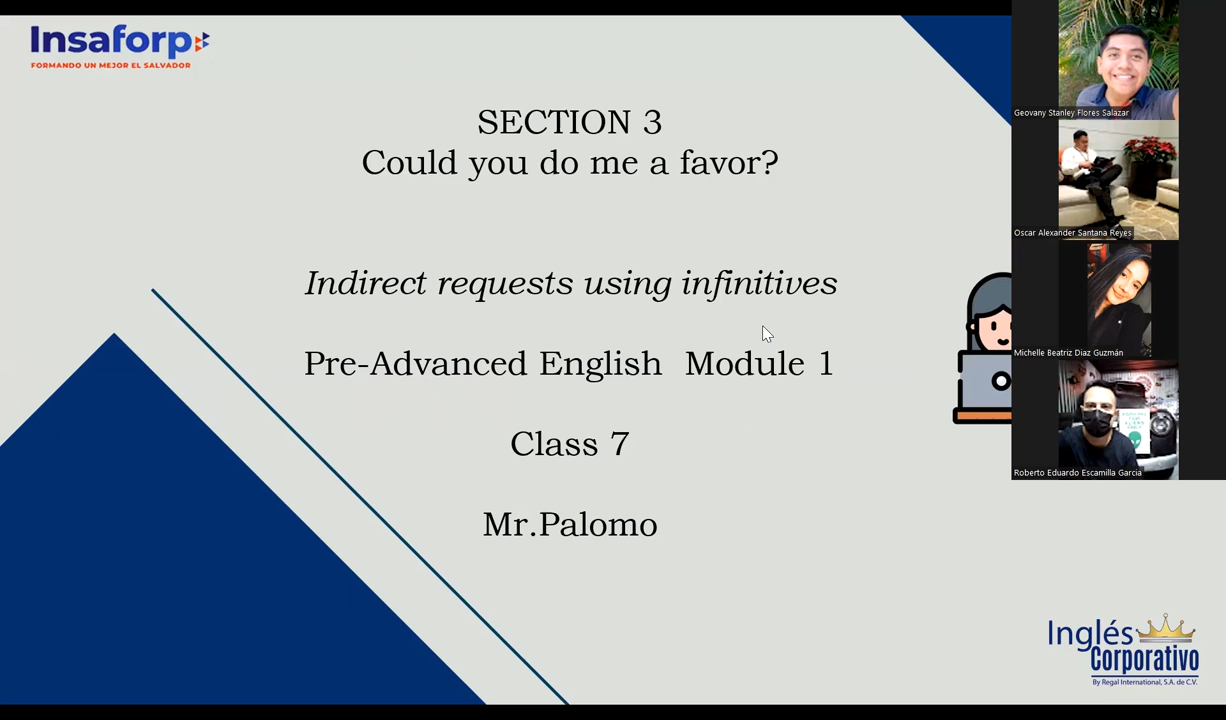 Insaforp
FORMANDO UN MEJOR EL SALVADOR
SECTION 3
Could you do me a favor?
Indirect requests using infinitives
Pre-Advanced English  Module 1
Class 7
Mr.Palomo
Geovany Stanley Flores Salazar
Oscar Alexander Santana Reyes
Michelle Beatriz Diaz Guzmán
Roberto Eduardo Escamilla Garcia
Inglés
Corporativo
By Regal International, S.A. de C.V.